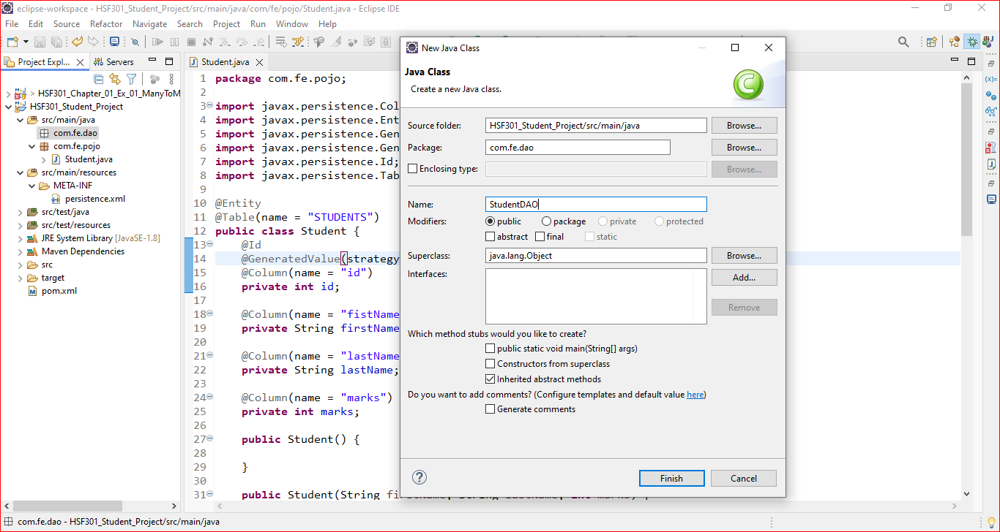 eclipse-workspace - HSF301_Student_Project/src/main/java/com/fe/pojo/Student.java - Eclipse IDE
File Edit Source Refactor Navigate Search Project Run Window Help
Project Expl... Servers
> HSF301_Chapter_01_Ex_01_ManyToM
HSF301_Student_Project
src/main/java
com.fe.dao
com.fe.pojo
Student.java
src/main/resources
META-INF
persistence.xml
src/test/java
src/test/resources
JRE System Library [JavaSE-1.8]
Maven Dependencies
src
target
pom.xml
Student.java
1 package com.fe.pojo;
2
3 import javax.persistence.Col
4 import javax.persistence.Ent
5 import javax.persistence.Gen
6 import javax.persistence.Gen
7 import javax.persistence.Id;
8 import javax.persistence.Tab
9
10 @Entity
11 @Table(name = "STUDENTS")
12 public class Student {
13 @Id
14 @GeneratedValue(strategy
15 @Column(name = "id")
16 private int id;
17
18 @Column(name = "fistName
19 private String firstName
20
21 @Column(name = "lastName
22 private String lastName;
23
24 @Column(name = "marks")
25 private int marks;
26
27 public Student() {
28
29 }
30
31 public Student(String firstName, String lastName, int marks) {
New Java Class
Java Class
Create a new Java class.
Source folder: HSF301_Student_Project/src/main/java Browse...
Package: com.fe.dao Browse...
Enclosing type: Browse...
Name: StudentDAO
Modifiers: public package private protected
abstract final static
Superclass: java.lang.Object Browse...
Interfaces: Add...
Remove
Which method stubs would you like to create?
public static void main(String[] args)
Constructors from superclass
Inherited abstract methods
Do you want to add comments? (Configure templates and default value here)
Generate comments
Finish Cancel
com.fe.dao - HSF301_Student_Project/src/main/java